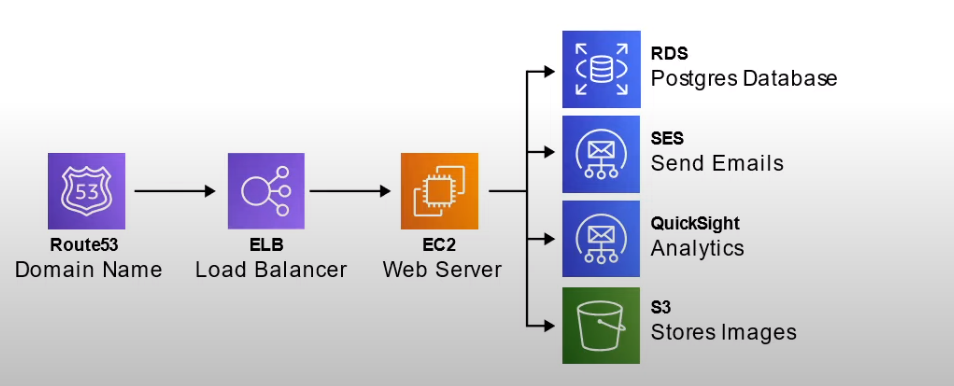 RDS
Postgres Database
SES
Send Emails
53
Route53
Domain Name
ELB
Load Balancer
EC2
Web Server
QuickSight
Analytics
S3
Stores Images